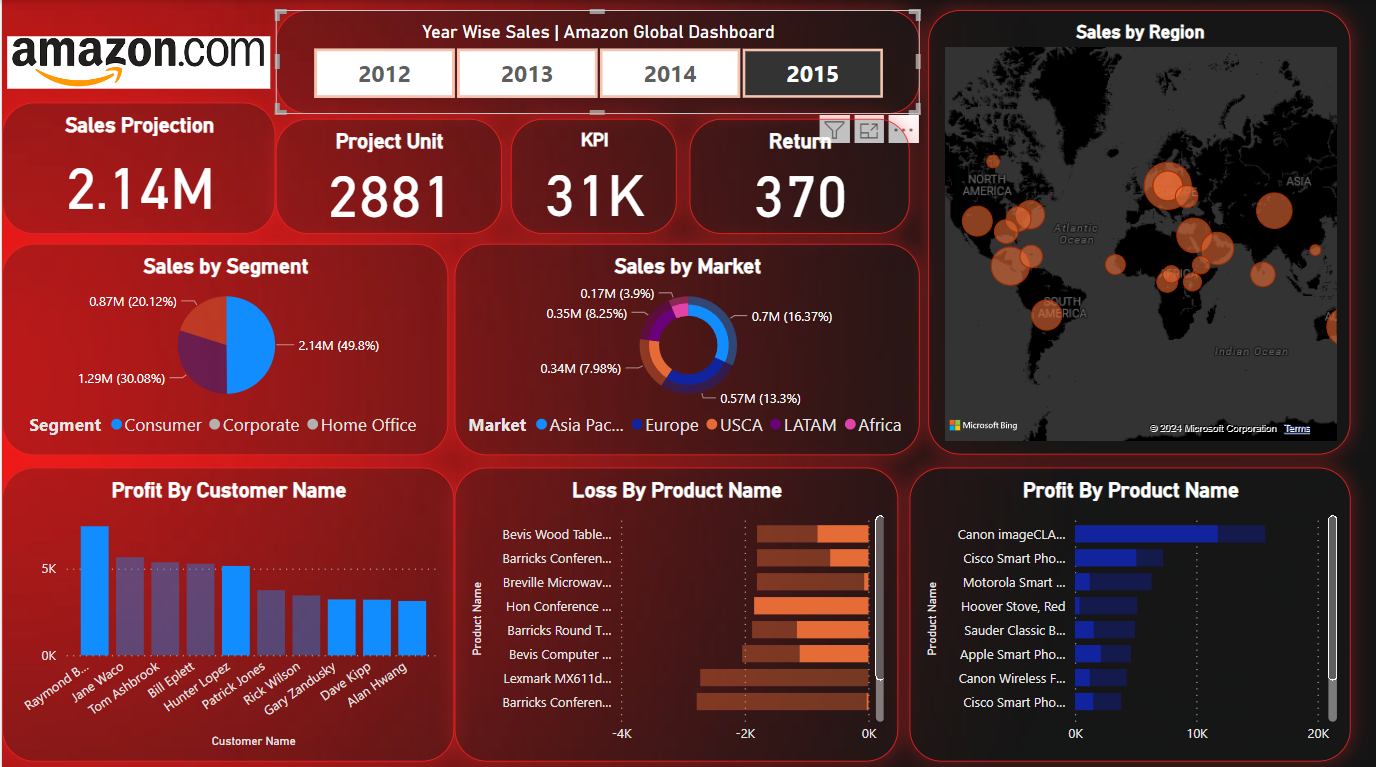 amazon.com
Year Wise Sales | Amazon Global Dashboard
2012 2013 2014 2015
Sales Projection
2.14M
Project Unit
2881
KPI
31K
Return
370
Sales by Segment
0.87M (20.12%)
2.14M (49.8%)
1.29M (30.08%)
Segment Consumer Corporate Home Office
Sales by Market
0.17M (3.9%)
0.35M (8.25%)
0.7M (16.37%)
0.34M (7.98%)
0.57M (13.3%)
Market Asia Pac... Europe USCA LATAM Africa
Sales by Region
NORTH
AMERICA
ASIA
Atlantic
Ocean
SOUTH
AMERICA
Indian Ocean
Microsoft Bing
© 2024 Microsoft Corporation Terms
Profit By Customer Name
5K
0K
Raymond B...
Jane Waco
Tom Ashbrook
Bill Eplett
Hunter Lopez
Patrick Jones
Rick Wilson
Gary Zandusky
Dave Kipp
Alan Hwang
Customer Name
Loss By Product Name
Product Name
Bevis Wood Table...
Barricks Conferen...
Breville Microwav...
Hon Conference ...
Barricks Round T...
Bevis Computer ...
Lexmark MX611d...
Barricks Conferen...
-4K -2K 0K
Profit By Product Name
Product Name
Canon imageCLA...
Cisco Smart Pho...
Motorola Smart ...
Hoover Stove, Red
Sauder Classic B...
Apple Smart Pho...
Canon Wireless F...
Cisco Smart Pho...
0K 10K 20K